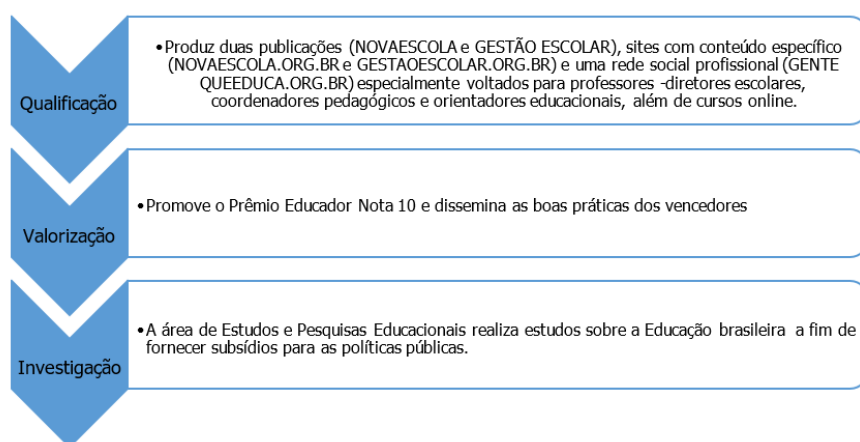 Qualificação
•Produz duas publicações (NOVAESCOLA e GESTÃO ESCOLAR), sites com conteúdo específico
(NOVAESCOLA.ORG.BR e GESTAOESCOLAR.ORG.BR) e uma rede social profissional (GENTE
QUEEDUCA.ORG.BR) especialmente voltados para professores -diretores escolares,
coordenadores pedagógicos e orientadores educacionais, além de cursos online.
Valorização
•Promove o Prêmio Educador Nota 10 e dissemina as boas práticas dos vencedores
Investigação
•A área de Estudos e Pesquisas Educacionais realiza estudos sobre a Educação brasileira a fim de
fornecer subsídios para as políticas públicas.